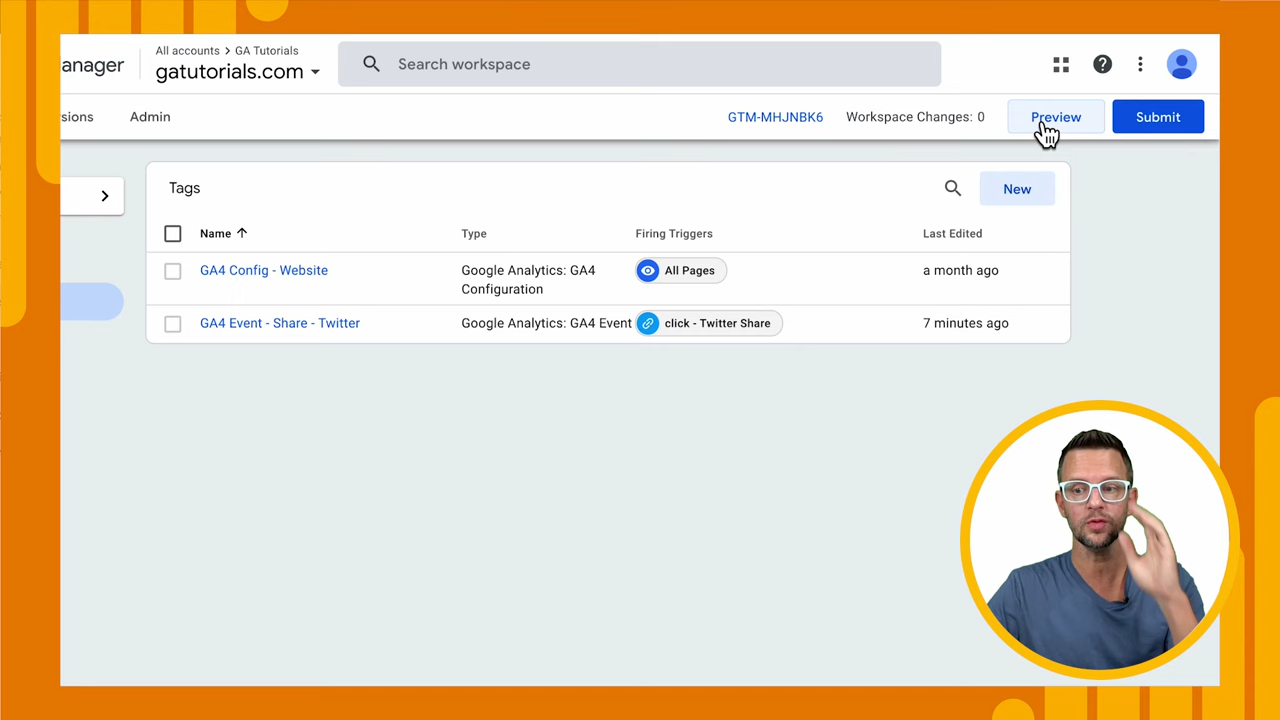 anager
All accounts > GA Tutorials
gatutorials.com
Search workspace
sions
Admin
GTM-MHJNBK6
Workspace Changes: 0
Preview
Submit
Tags
New
Name
Type
Firing Triggers
Last Edited
GA4 Config - Website
Google Analytics: GA4
Configuration
All Pages
a month ago
GA4 Event - Share - Twitter
Google Analytics: GA4 Event
click - Twitter Share
7 minutes ago